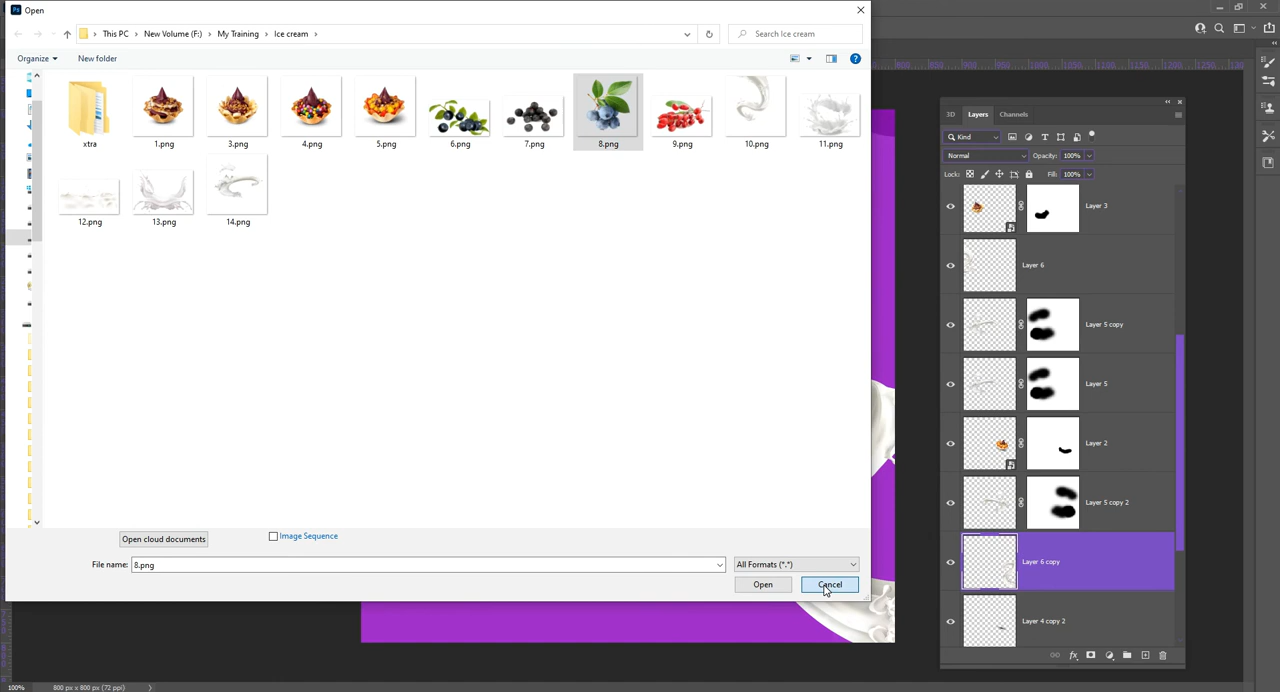 Ps Open
This PC > New Volume (F:) > My Training > Ice cream >
Search Ice cream
Organize
New folder
xtra
1.png
3.png
4.png
5.png
6.png
7.png
8.png
9.png
10.png
11.png
12.png
13.png
14.png
Open cloud documents
Image Sequence
File name:
8.png
All Formats (*.*)
Open
Cancel
3D
Layers
Channels
Kind
Normal
Opacity: 100%
Lock:
Fill: 100%
Layer 3
Layer 6
Layer 5 copy
Layer 5
Layer 2
Layer 5 copy 2
Layer 6 copy
Layer 4 copy 2
fx
100%
800 px x 800 px (72 ppi)